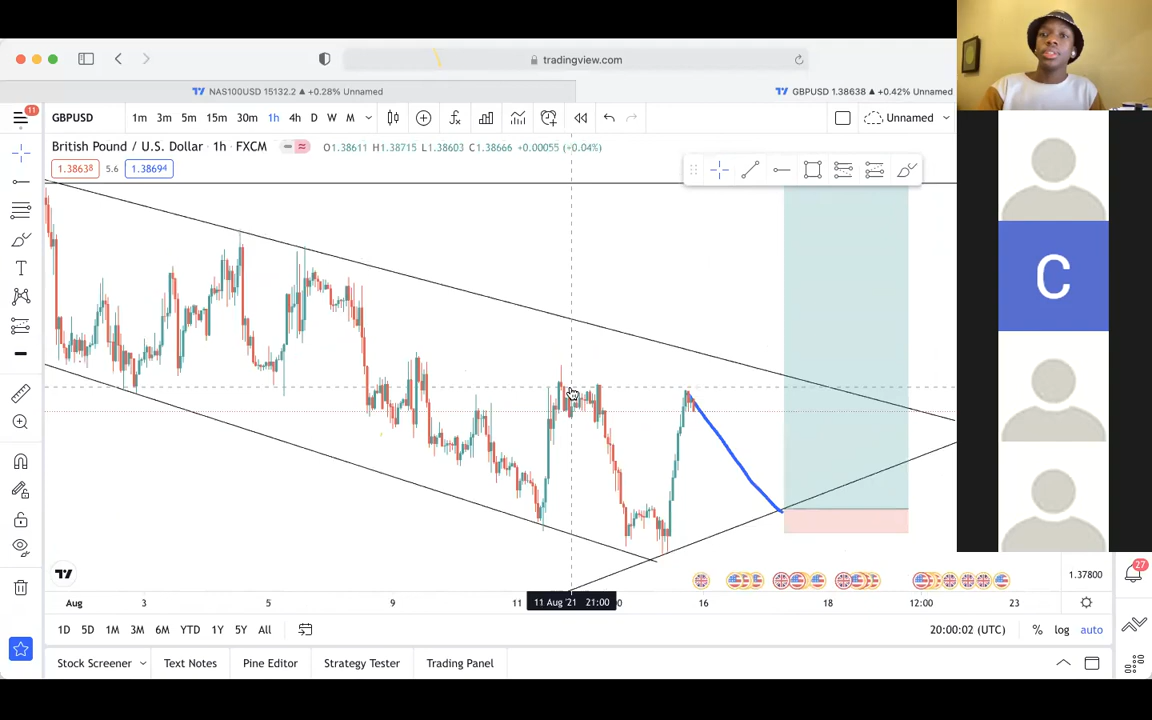 tradingview.com
NAS100USD 15132.2 ▲ +0.28% Unnamed
GBPUSD 1.38638 ▲ +0.42% Unnamed
11
GBPUSD 1m 3m 5m 15m 30m 1h 4h D W M Unnamed
British Pound / U.S. Dollar · 1h · FXCM O1.38611 H1.38715 L1.38603 C1.38666 +0.00055 (+0.04%)
1.38638 5.6 1.38694
C
1.37800
27
Aug 3 5 9 11 11 Aug '21 21:00 16 18 12:00 23
1D 5D 1M 3M 6M YTD 1Y 5Y All 20:00:02 (UTC) % log auto
Stock Screener Text Notes Pine Editor Strategy Tester Trading Panel